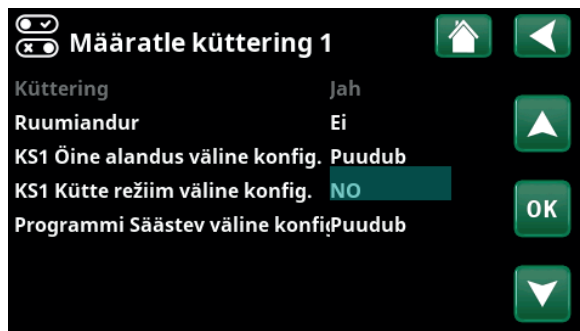 Määratle küttering 1
Küttering Jah
Ruumiandur Ei
KS1 Öine alandus väline konfig. Puudub
KS1 Kütte režiim väline konfig. NO
Programmi Säästev väline konfig Puudub
OK